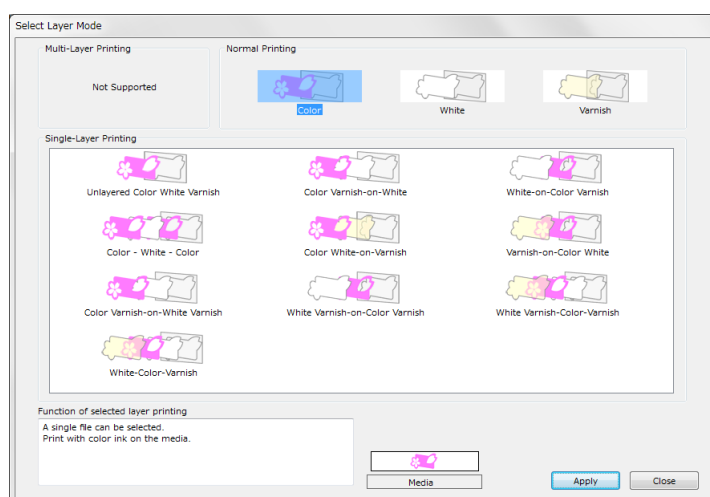 Select Layer Mode
Multi-Layer Printing
Normal Printing
Not Supported
Color
White
Varnish
Single-Layer Printing
Unlayered Color White Varnish
Color Varnish-on-White
White-on-Color Varnish
Color - White - Color
Color White-on-Varnish
Varnish-on-Color White
Color Varnish-on-White Varnish
White Varnish-on-Color Varnish
White Varnish-Color-Varnish
White-Color-Varnish
Function of selected layer printing
A single file can be selected.
Print with color ink on the media.
Media
Apply
Close